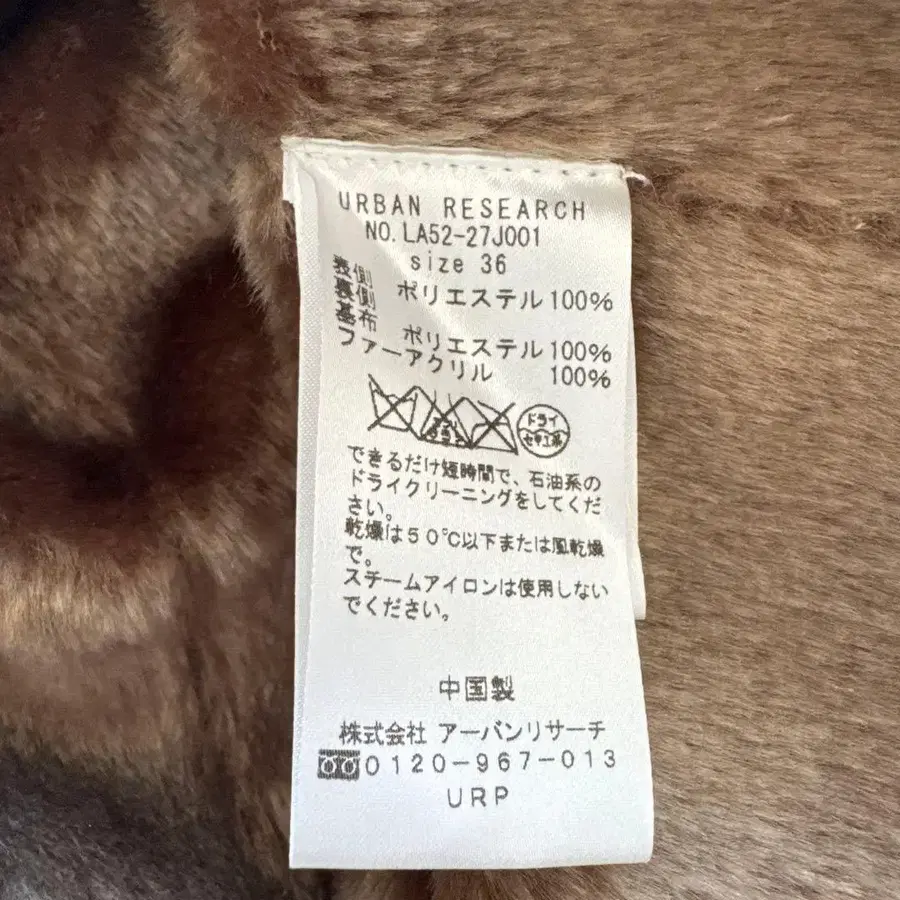 URBAN RESEARCH
NO. LA52-27J001
size 36
表側 ポリエステル 100%
裏側
基布 ポリエステル 100%
ファーアクリル 100%
ドライ
セキユ系
できるだけ短時間で、石油系の
ドライクリーニングをしてくだ
さい。
乾燥は50℃以下または風乾燥
で。
スチームアイロンは使用しない
でください。
中国製
株式会社 アーバンリサーチ
0120-967-013
URP